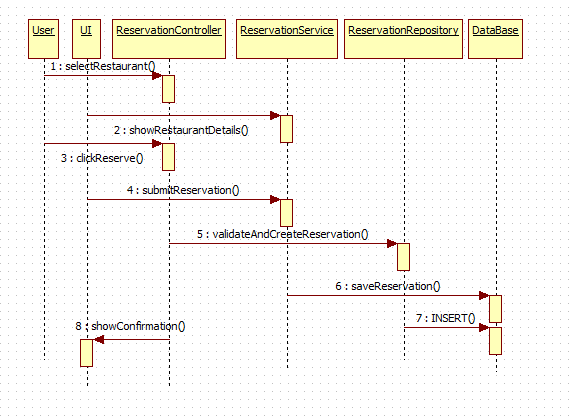 User UI ReservationController ReservationService ReservationRepository DataBase
1 : selectRestaurant()
2 : showRestaurantDetails()
3 : clickReserve()
4 : submitReservation()
5 : validateAndCreateReservation()
6 : saveReservation()
7 : INSERT()
8 : showConfirmation()